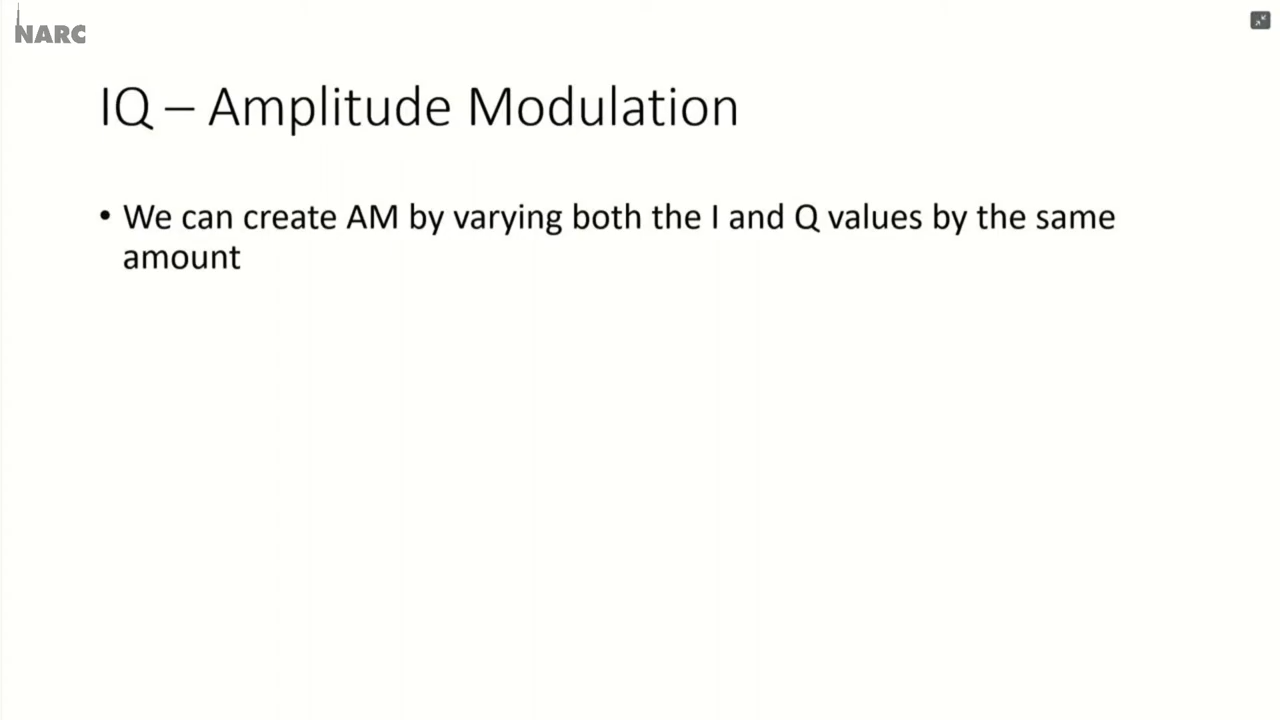 NARC
IQ – Amplitude Modulation
• We can create AM by varying both the I and Q values by the same
amount